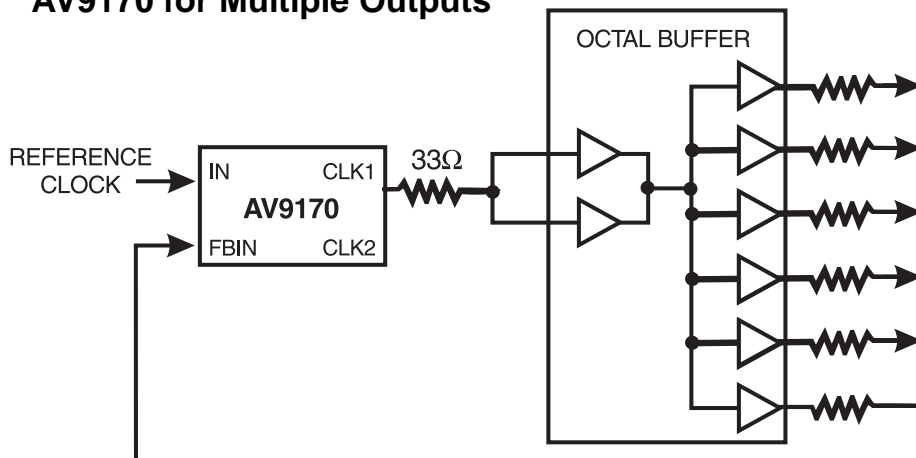 AV9170 for Multiple Outputs
OCTAL BUFFER
REFERENCE
CLOCK
IN
CLK1
33Ω
AV9170
FBIN
CLK2